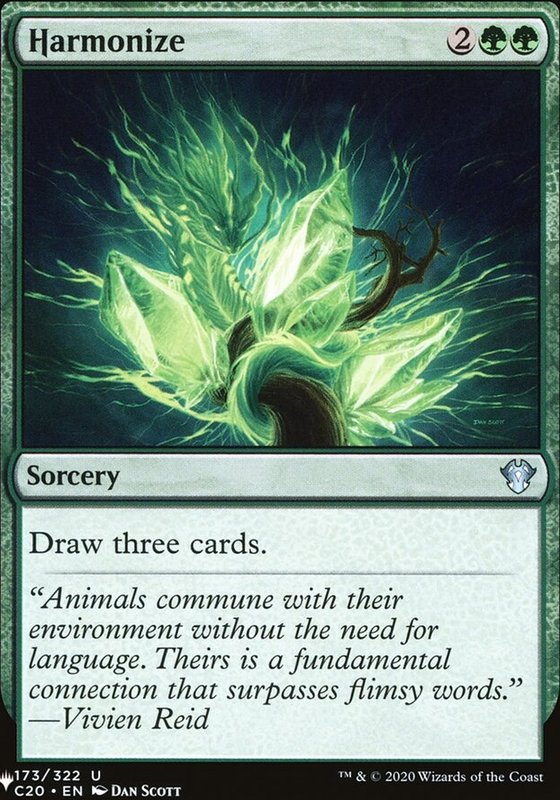 Harmonize 2
DAN SCOTT
Sorcery
Draw three cards.
“Animals commune with their
environment without the need for
language. Theirs is a fundamental
connection that surpasses flimsy words.”
—Vivien Reid
173/322 U
C20 • EN DAN SCOTT
™ & © 2020 Wizards of the Coast